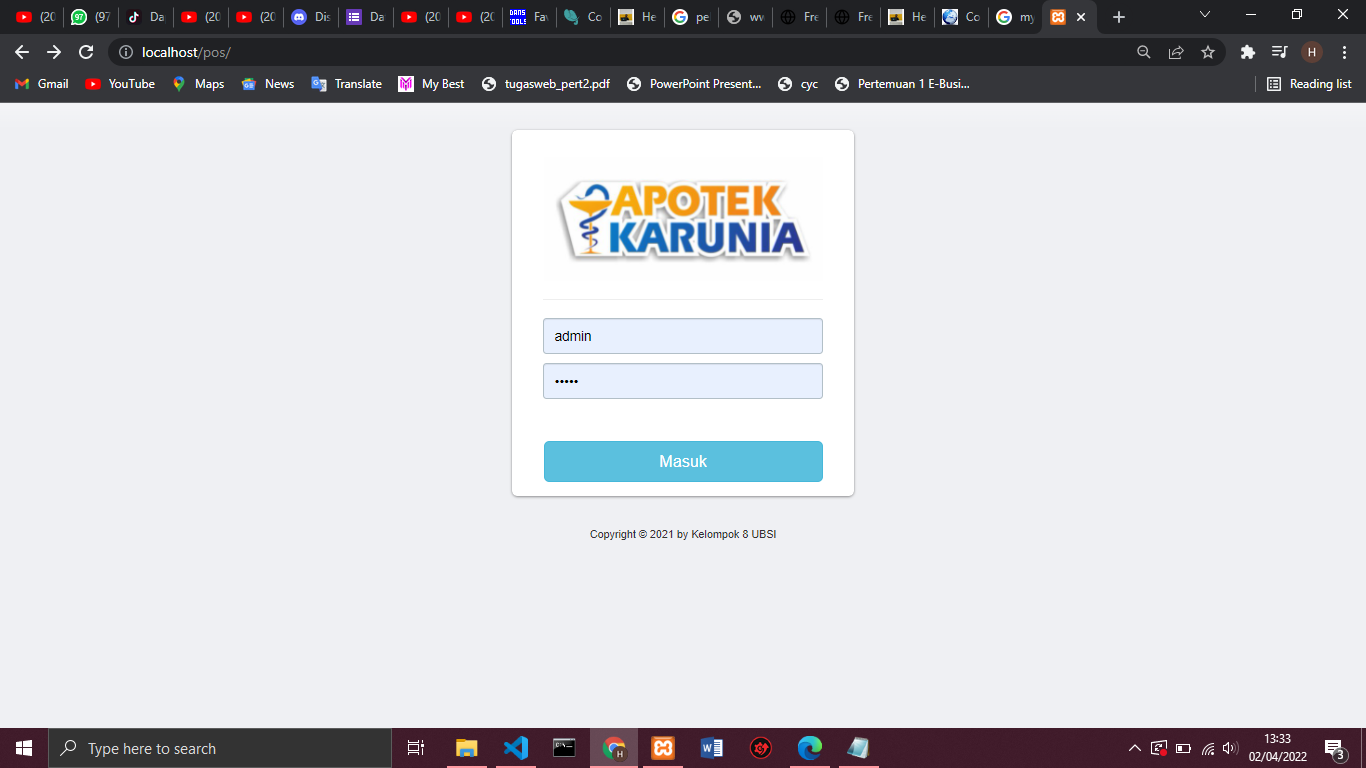 (20
(97
Da
(20
(20
Dis
Da
(20
(20
DANS TOOLS
Fav
Co
He
pe
wv
Fre
Fre
He
Co
my
localhost/pos/
H
Gmail
YouTube
Maps
News
Translate
My Best
tugasweb_pert2.pdf
PowerPoint Present...
cyc
Pertemuan 1 E-Busi...
Reading list
APOTEK
KARUNIA
admin
•••••
Masuk
Copyright © 2021 by Kelompok 8 UBSI
Type here to search
13:33
02/04/2022
3